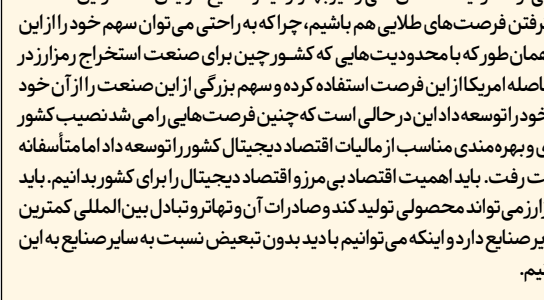 رفتن فرصت‌های طلایی هم باشیم، چرا که به راحتی می‌توان سهم خود را از این
همان طور که با محدودیت‌هایی که کشور چین برای صنعت استخراج رمزارز در
اصله امریکا از این فرصت استفاده کرده و سهم بزرگی از این صنعت را از آن خود
خود را توسعه داد این در حالی است که چنین فرصت‌هایی را می‌شد نصیب کشور
ی و بهره‌مندی مناسب از مالیات اقتصاد دیجیتال کشور را توسعه داد اما متأسفانه
ت رفت. باید اهمیت اقتصاد بی‌مرز و اقتصاد دیجیتال را برای کشور بدانیم. باید
ارز می‌تواند محصولی تولید کند و صادرات آن و تهاتر و تبادل بین‌المللی کمترین
یر صنایع دارد و اینکه می‌توانیم با دید بدون تبعیض نسبت به سایر صنایع به این
یم.